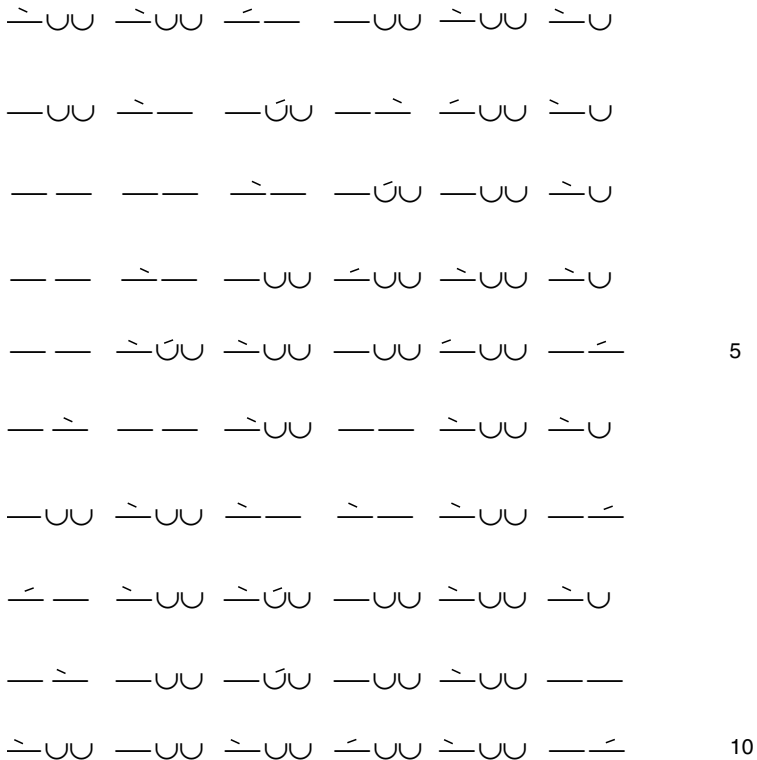 —̀∪∪ —̀∪∪ —́ — —∪∪ —̀∪∪ —̀∪
—∪∪ —̀ — —∪́∪ — —̀ —́∪∪ —̀∪
— — — — —̀ — —∪́∪ —∪∪ —̀∪
— — —̀ — —∪∪ —́∪∪ —̀∪∪ —̀∪
— — —̀∪́∪ —̀∪∪ —∪∪ —́∪∪ — —́ 5
— —̀ — — —̀∪∪ — — —̀∪∪ —̀∪
—∪∪ —̀∪∪ —̀ — —̀ — —̀∪∪ — —́
—́ — —̀∪∪ —̀∪́∪ —∪∪ —̀∪∪ —̀∪
— —̀ —∪∪ —∪́∪ —∪∪ —̀∪∪ — —
—̀∪∪ —∪∪ —̀∪∪ —́∪∪ —̀∪∪ — —́ 10